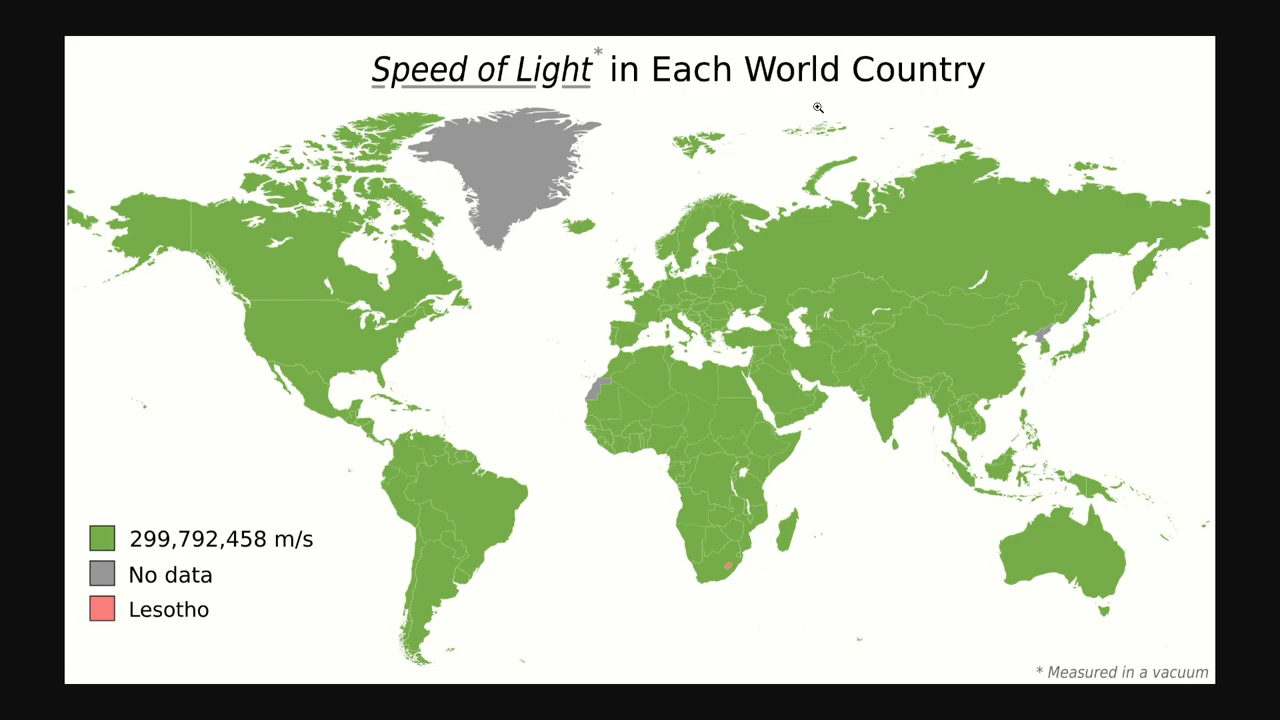 Speed of Light* in Each World Country
299,792,458 m/s
No data
Lesotho
* Measured in a vacuum